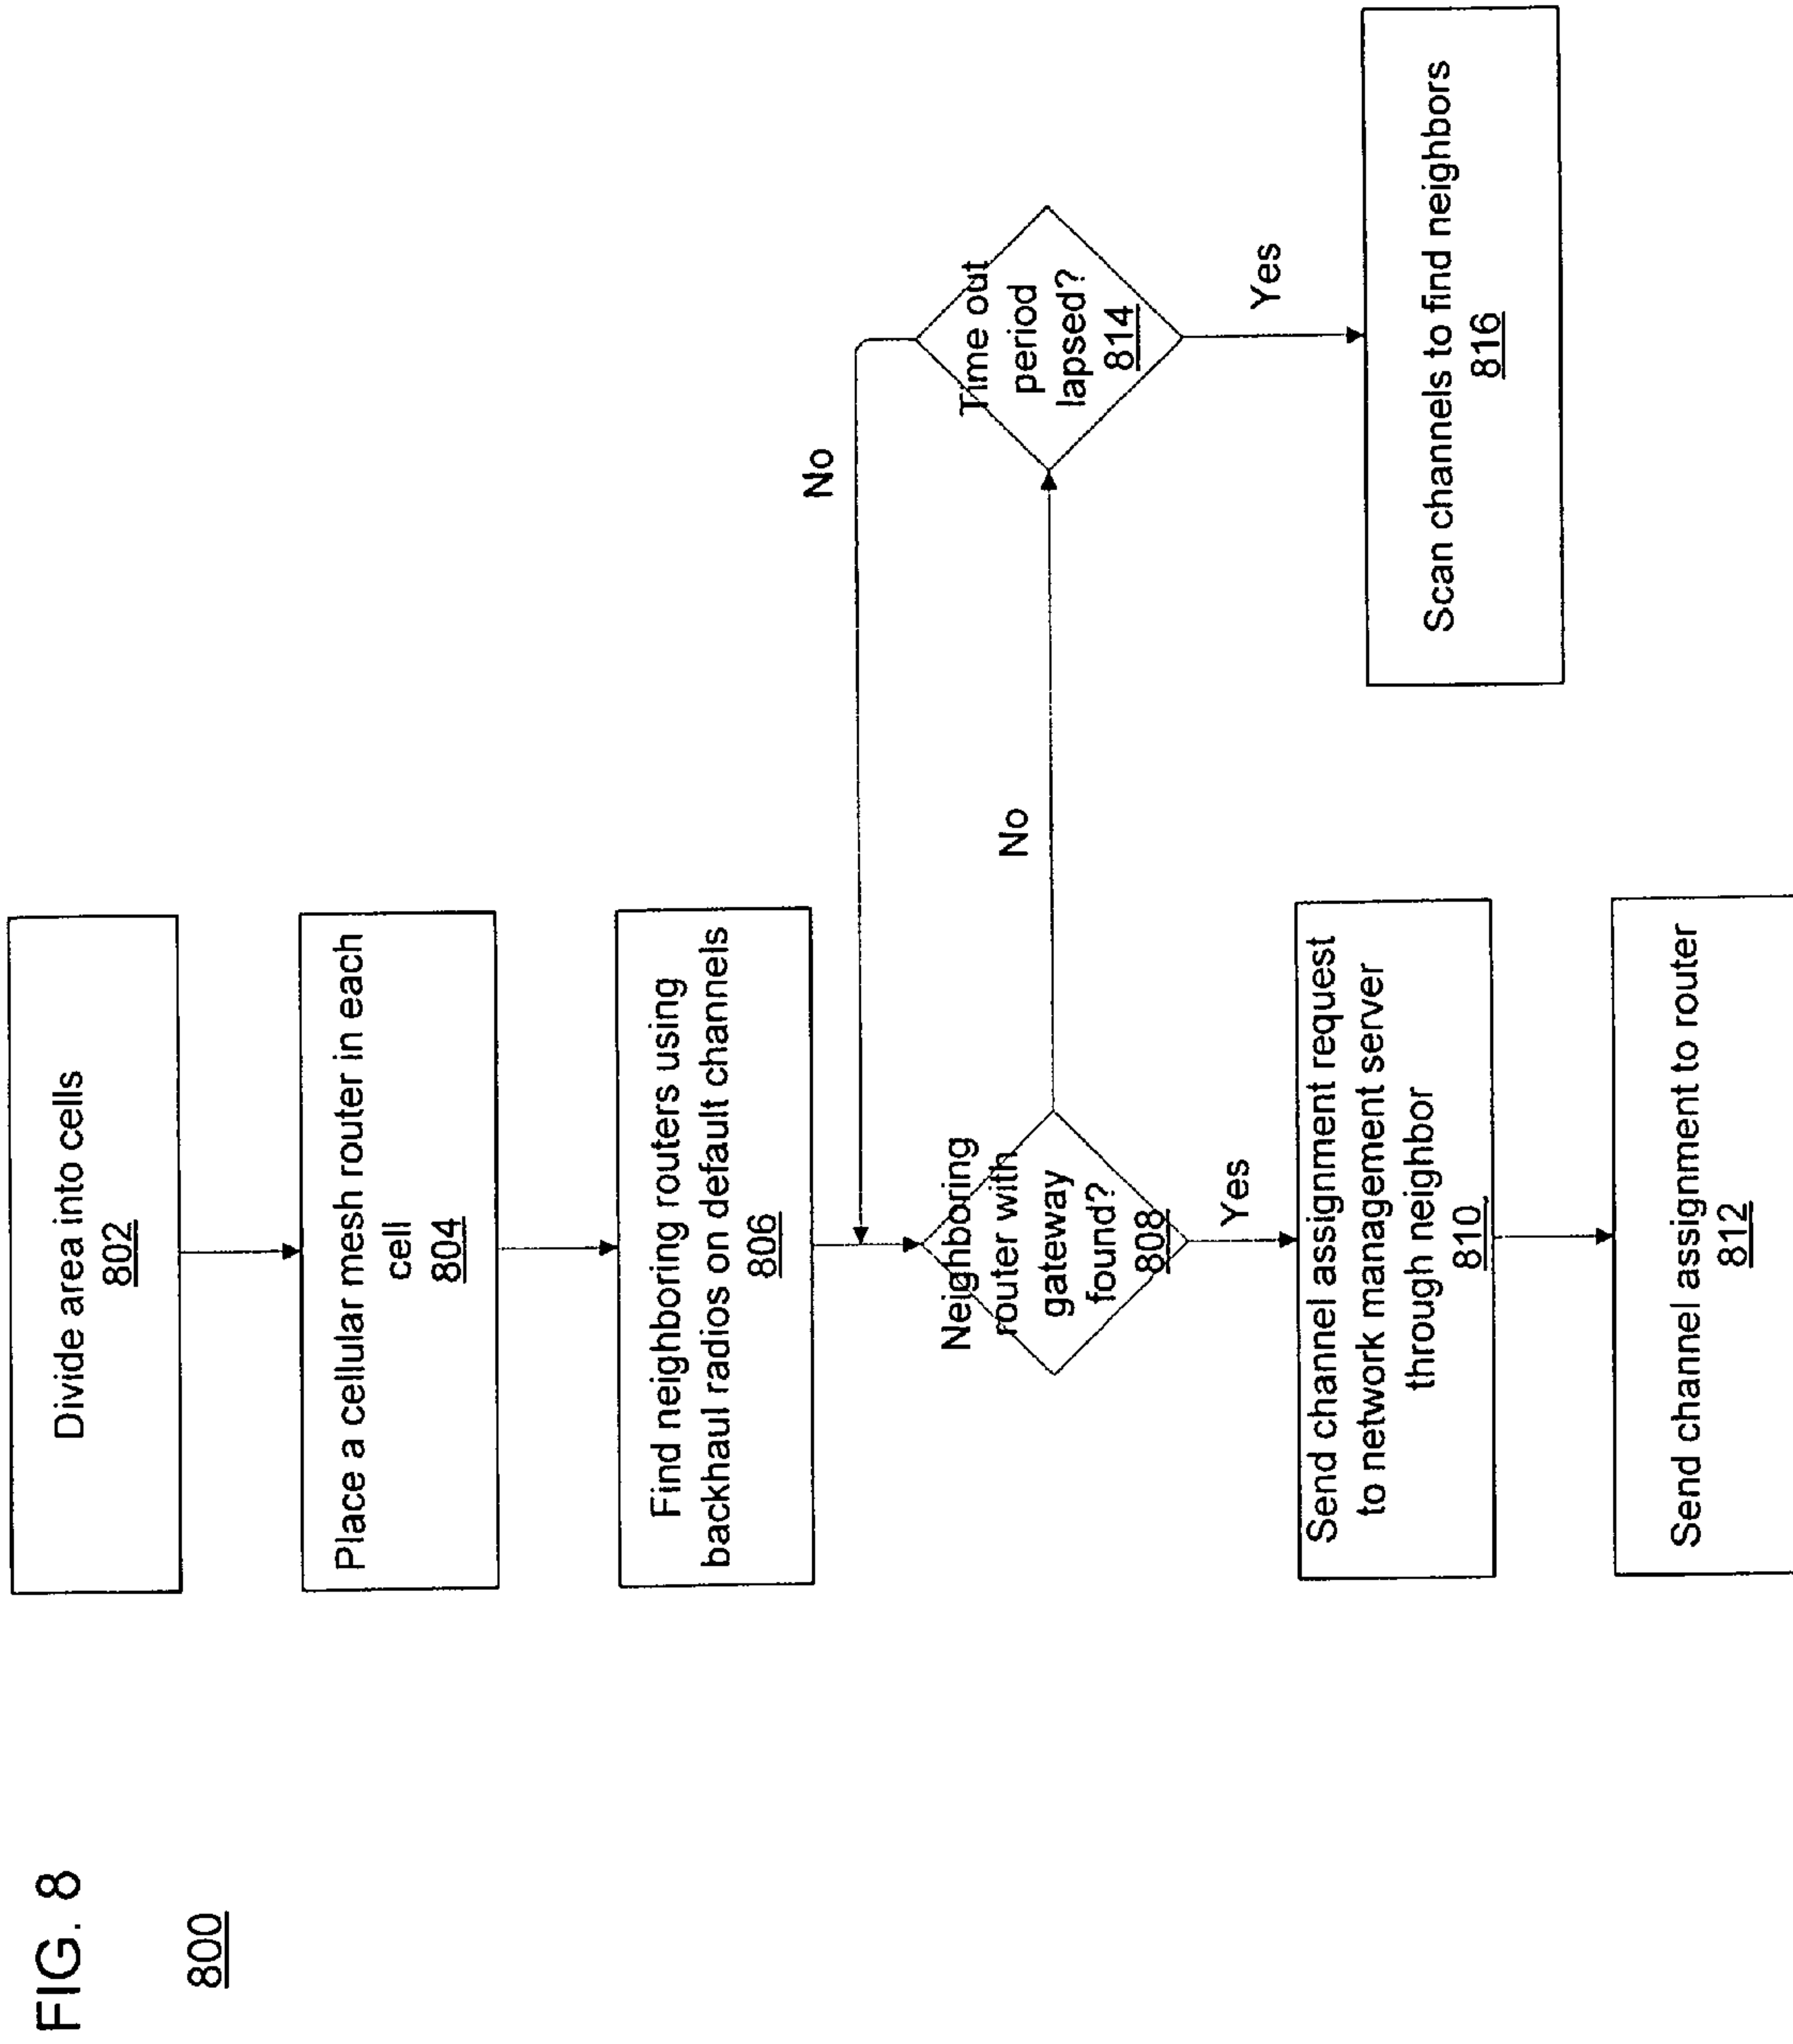 FIG. 8
800
Divide area into cells
802
Place a cellular mesh router in each
cell
804
Find neighboring routers using
backhaul radios on default channels
806
Neighboring
router with
gateway
found?
808
No
Yes
Time out
period
lapsed?
814
No
Yes
Send channel assignment request
to network management server
through neighbor
810
Send channel assignment to router
812
Scan channels to find neighbors
816